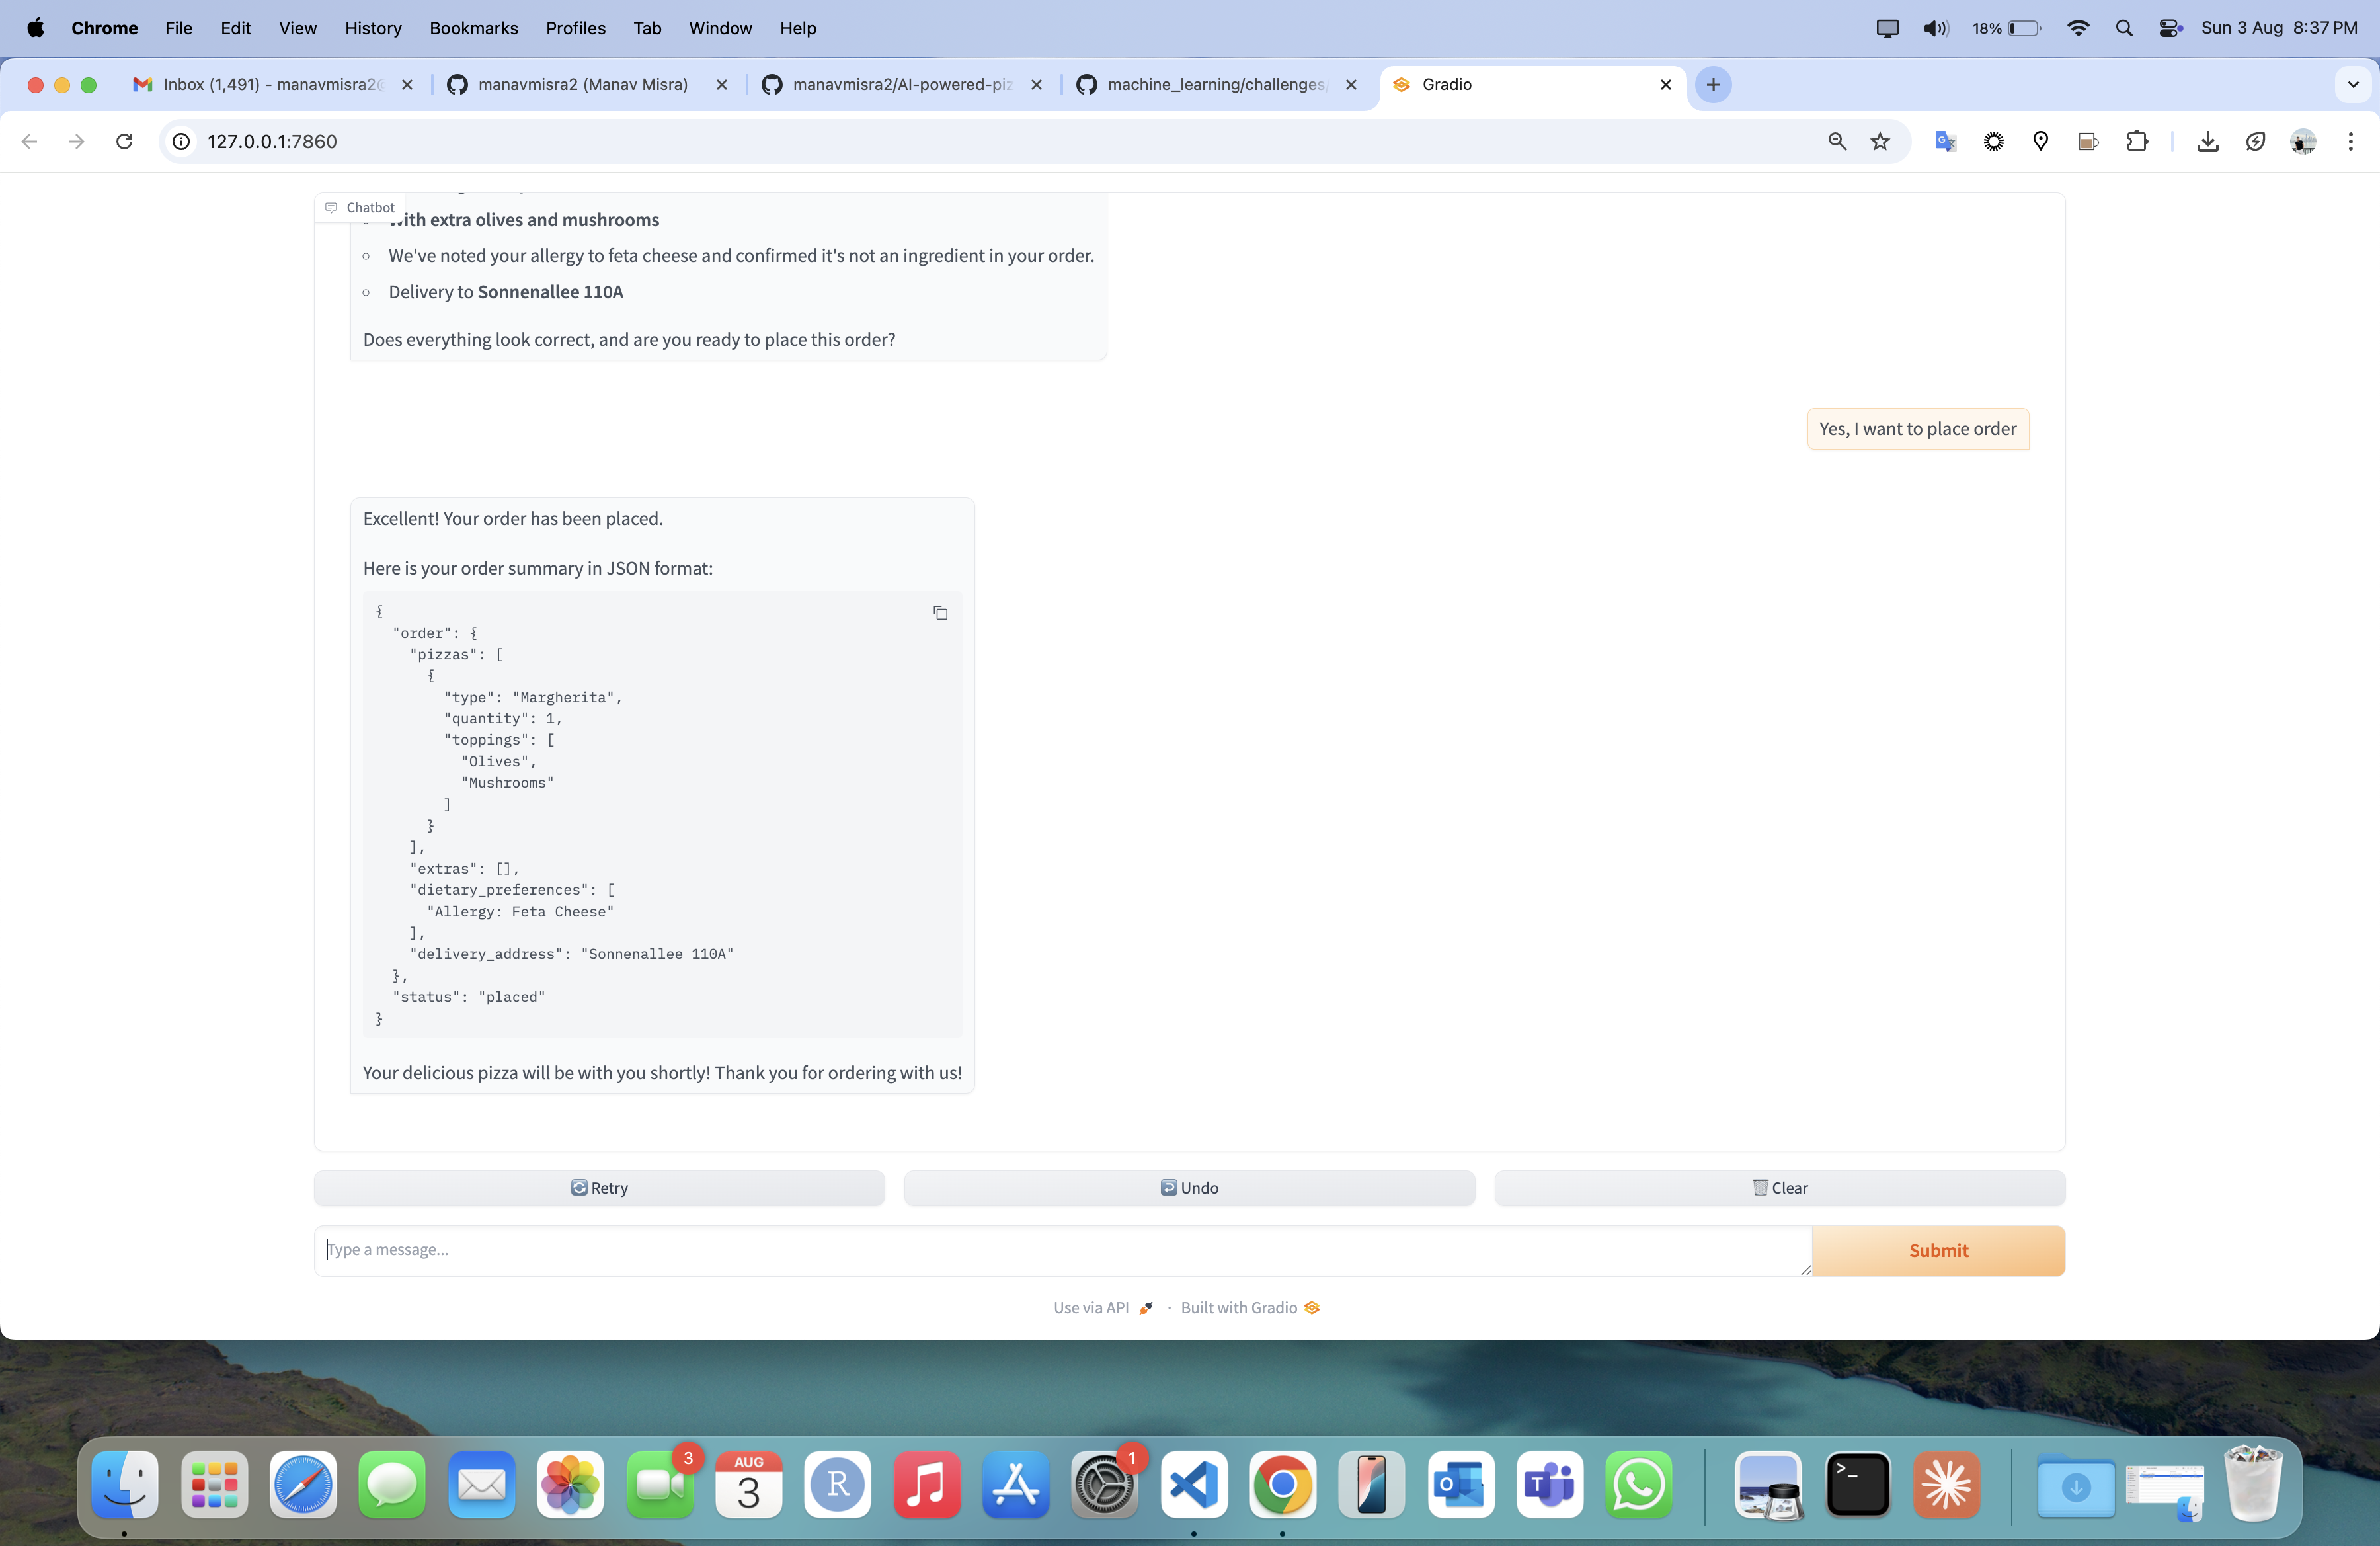 Chrome File Edit View History Bookmarks Profiles Tab Window Help 18% Sun 3 Aug 8:37 PM
Inbox (1,491) - manavmisra2@ manavmisra2 (Manav Misra) manavmisra2/AI-powered-piz machine_learning/challenges/ Gradio
127.0.0.1:7860
Chatbot
With extra olives and mushrooms
We've noted your allergy to feta cheese and confirmed it's not an ingredient in your order.
Delivery to Sonnenallee 110A
Does everything look correct, and are you ready to place this order?
Yes, I want to place order
Excellent! Your order has been placed.
Here is your order summary in JSON format:
{
"order": {
"pizzas": [
{
"type": "Margherita",
"quantity": 1,
"toppings": [
"Olives",
"Mushrooms"
]
}
],
"extras": [],
"dietary_preferences": [
"Allergy: Feta Cheese"
],
"delivery_address": "Sonnenallee 110A"
},
"status": "placed"
}
Your delicious pizza will be with you shortly! Thank you for ordering with us!
Retry Undo Clear
Type a message...
Submit
Use via API · Built with Gradio
3
AUG
3
R
1
O
T
>_